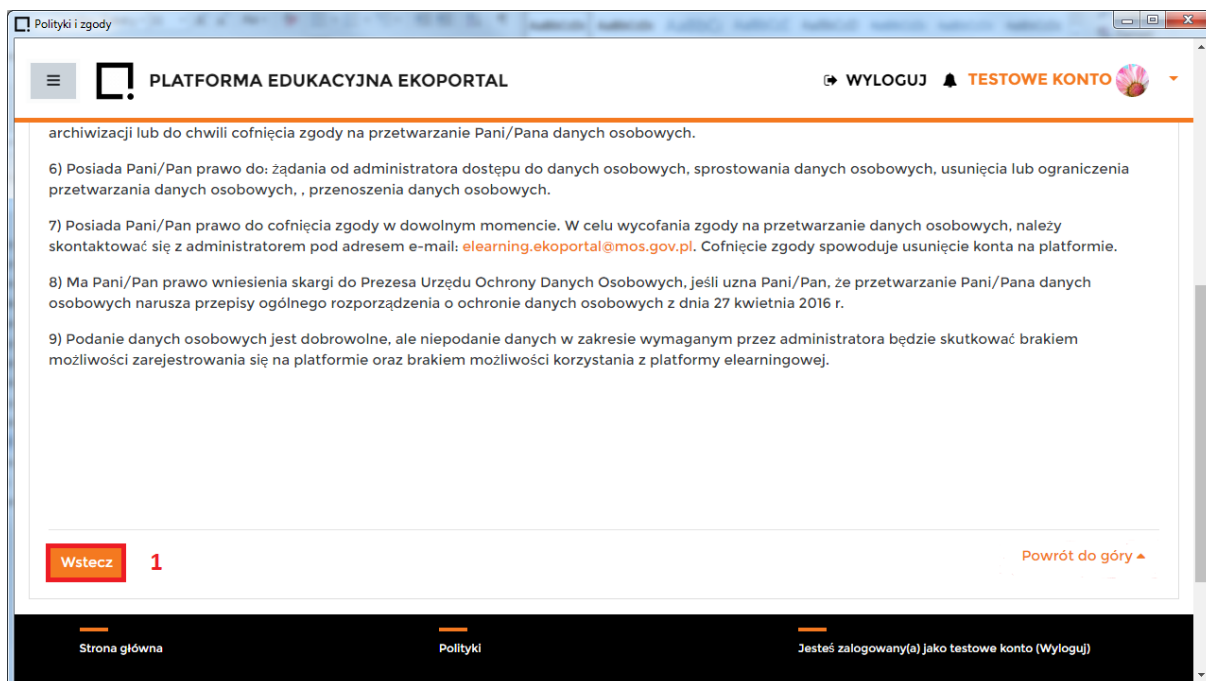 Polityki i zgody
PLATFORMA EDUKACYJNA EKOPORTAL
WYLOGUJ
TESTOWE KONTO
archiwizacji lub do chwili cofnięcia zgody na przetwarzanie Pani/Pana danych osobowych.
6) Posiada Pani/Pan prawo do: żądania od administratora dostępu do danych osobowych, sprostowania danych osobowych, usunięcia lub ograniczenia
przetwarzania danych osobowych, , przenoszenia danych osobowych.
7) Posiada Pani/Pan prawo do cofnięcia zgody w dowolnym momencie. W celu wycofania zgody na przetwarzanie danych osobowych, należy
skontaktować się z administratorem pod adresem e-mail: elearning.ekoportal@mos.gov.pl. Cofnięcie zgody spowoduje usunięcie konta na platformie.
8) Ma Pani/Pan prawo wniesienia skargi do Prezesa Urzędu Ochrony Danych Osobowych, jeśli uzna Pani/Pan, że przetwarzanie Pani/Pana danych
osobowych narusza przepisy ogólnego rozporządzenia o ochronie danych osobowych z dnia 27 kwietnia 2016 r.
9) Podanie danych osobowych jest dobrowolne, ale niepodanie danych w zakresie wymaganym przez administratora będzie skutkować brakiem
możliwości zarejestrowania się na platformie oraz brakiem możliwości korzystania z platformy elearningowej.
Wstecz
1
Powrót do góry
Strona główna
Polityki
Jesteś zalogowany(a) jako testowe konto (Wyloguj)